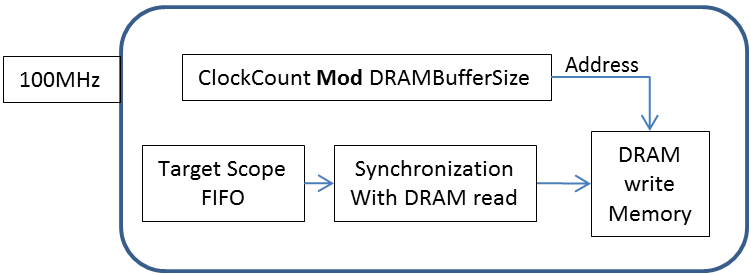 100MHz
ClockCount Mod DRAMBufferSize
Address
Target Scope
FIFO
Synchronization
With DRAM read
DRAM
write
Memory